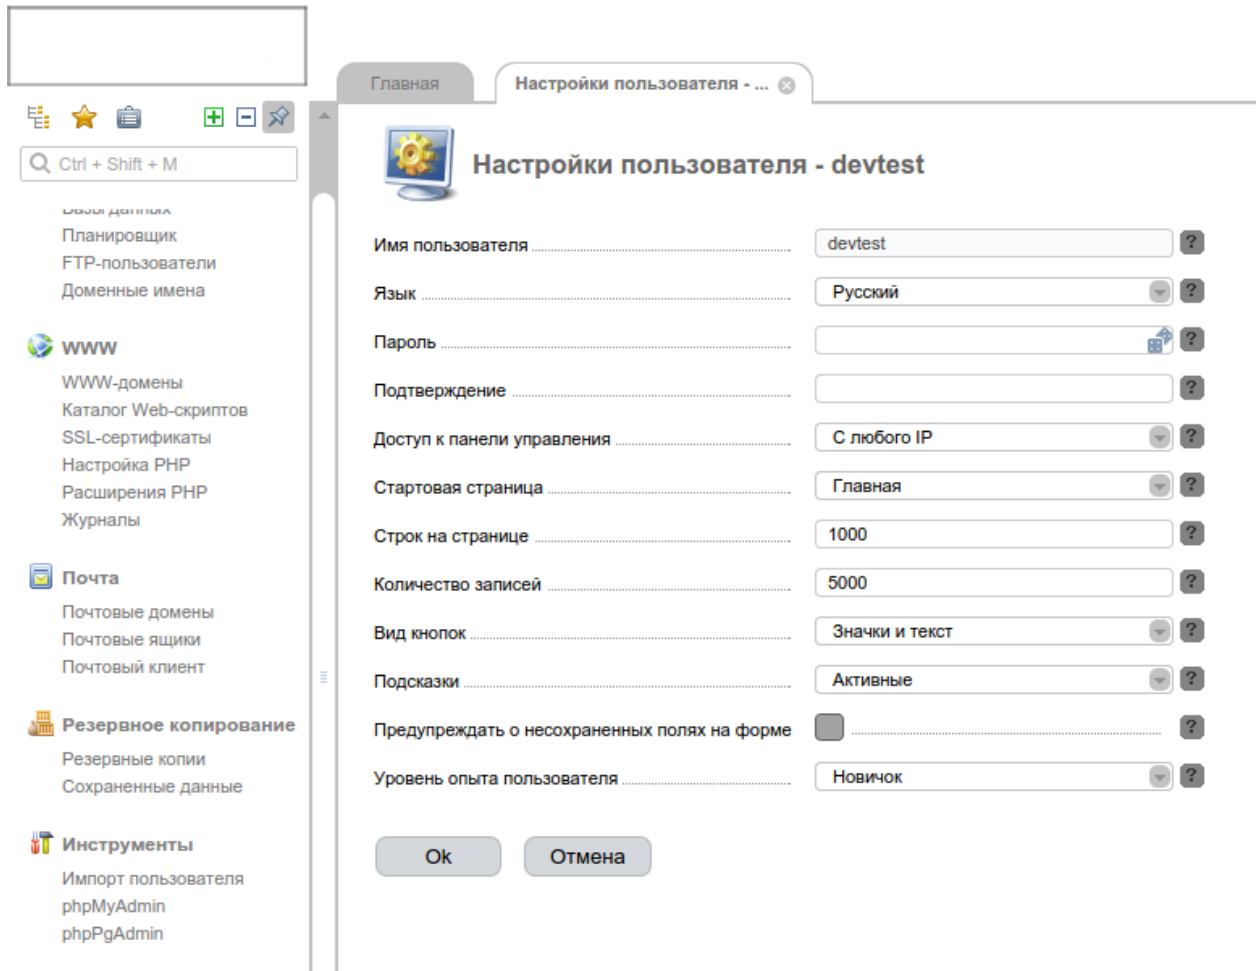 Главная
Настройки пользователя - ...
Ctrl + Shift + M
Настройки пользователя - devtest
Базы данных
Планировщик
FTP-пользователи
Доменные имена
WWW
WWW-домены
Каталог Web-скриптов
SSL-сертификаты
Настройка PHP
Расширения PHP
Журналы
Почта
Почтовые домены
Почтовые ящики
Почтовый клиент
Резервное копирование
Резервные копии
Сохраненные данные
Инструменты
Импорт пользователя
phpMyAdmin
phpPgAdmin
Имя пользователя devtest ?
Язык Русский ?
Пароль ?
Подтверждение ?
Доступ к панели управления С любого IP ?
Стартовая страница Главная ?
Строк на странице 1000 ?
Количество записей 5000 ?
Вид кнопок Значки и текст ?
Подсказки Активные ?
Предупреждать о несохраненных полях на форме ?
Уровень опыта пользователя Новичок ?
Ok Отмена